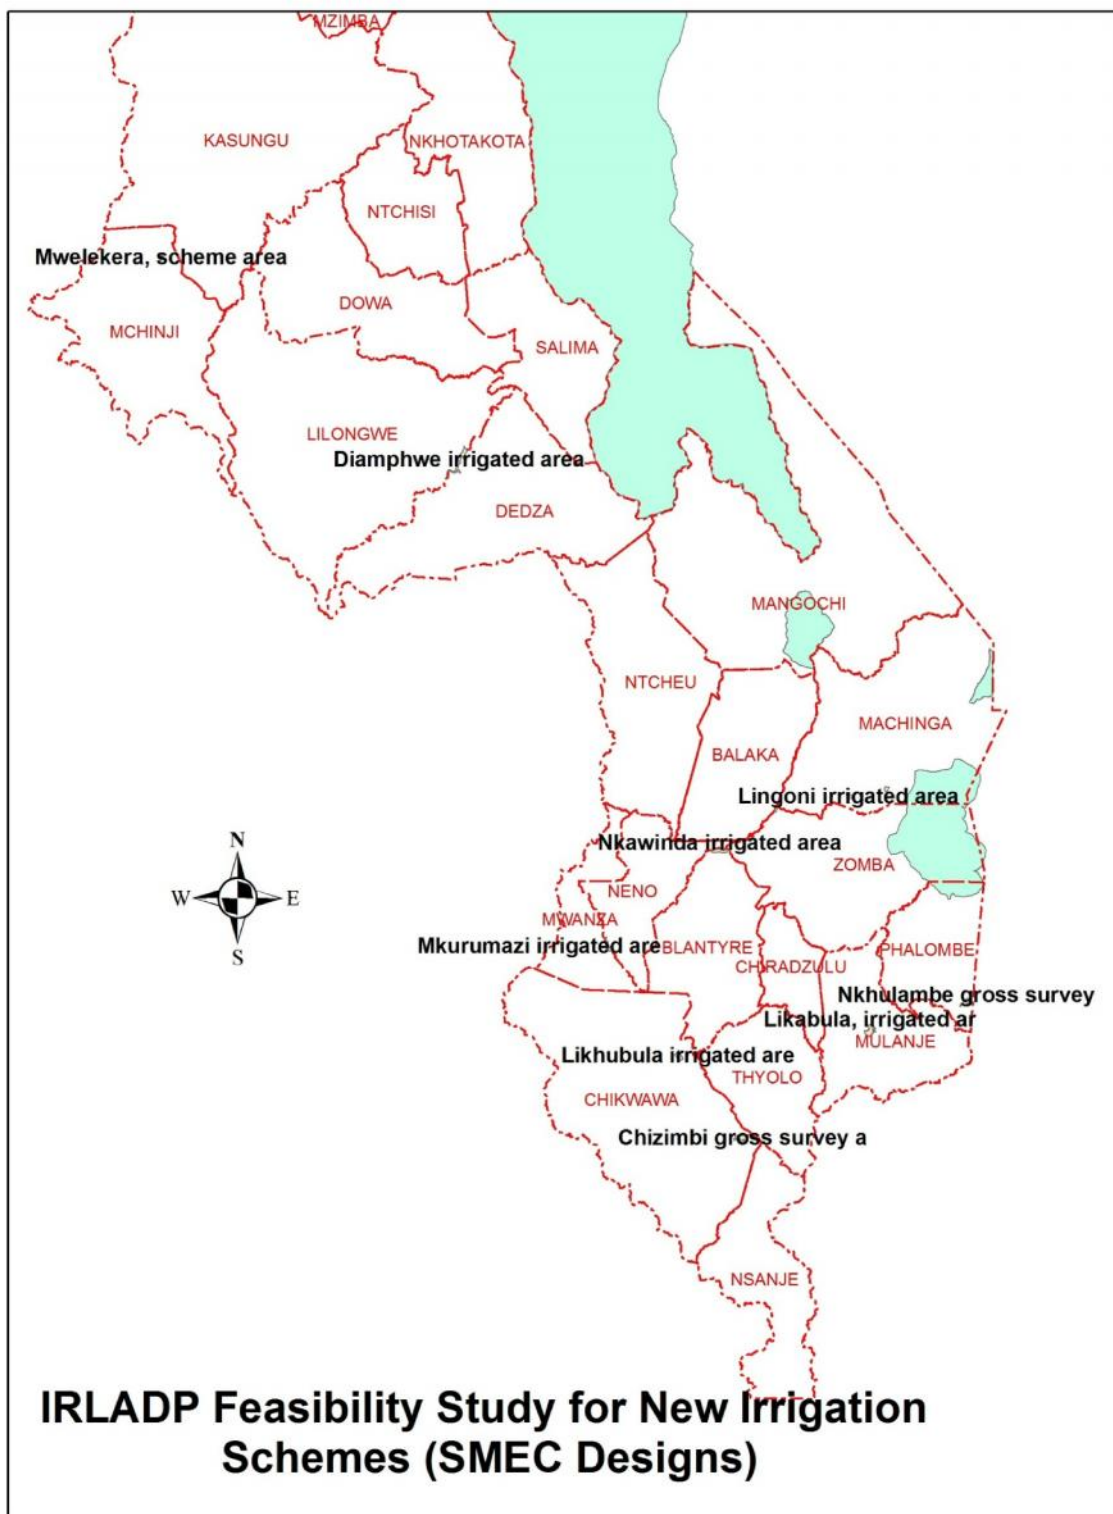 MZIMBA
KASUNGU
NKHOTAKOTA
NTCHISI
Mwelekera, scheme area
DOWA
MCHINJI
SALIMA
LILONGWE
Diamphwe irrigated area
DEDZA
MANGOCHI
NTCHEU
MACHINGA
BALAKA
Lingoni irrigated area
Nkawinda irrigated area
ZOMBA
N
W
E
S
NENO
MWANZA
Mkurumazi irrigated are
BLANTYRE
PHALOMBE
CHIRADZULU
Nkhulambe gross survey
Likabula, irrigated ar
MULANJE
Likhubula irrigated are
THYOLO
CHIKWAWA
Chizimbi gross survey a
NSANJE
IRLADP Feasibility Study for New Irrigation
Schemes (SMEC Designs)